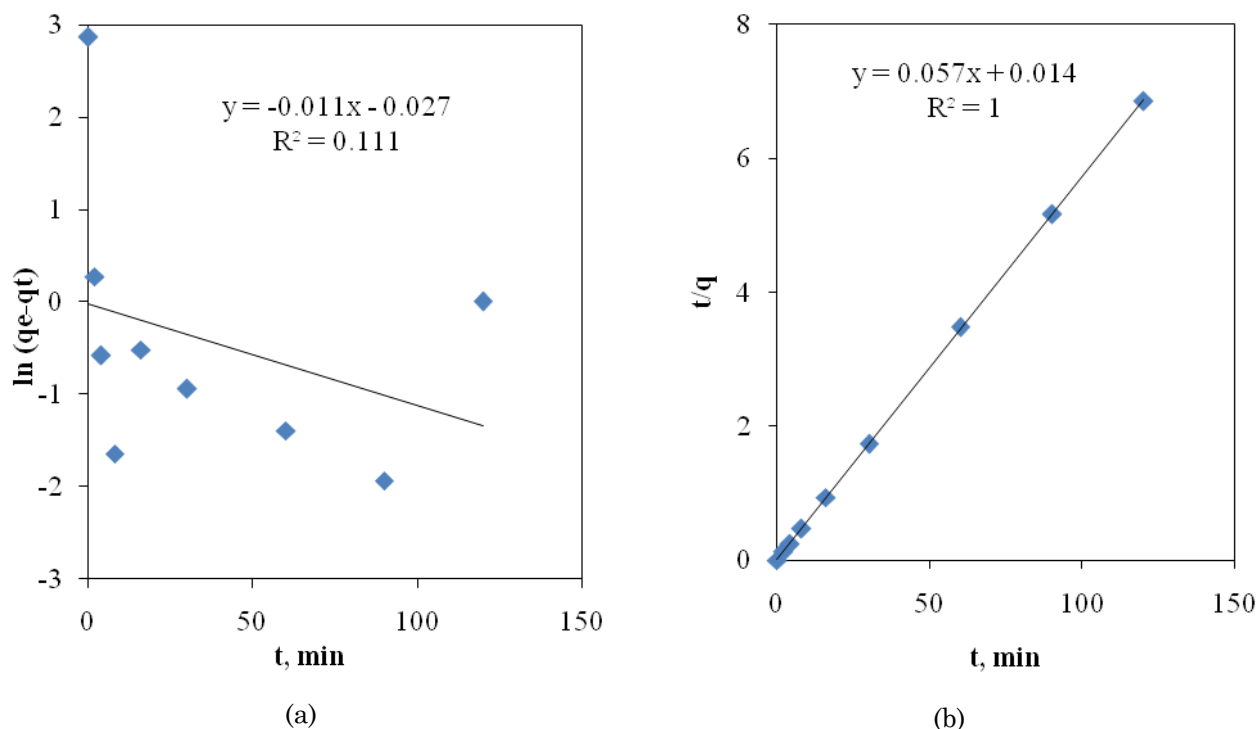 3
2
1
0
-1
-2
-3
ln (qe-qt)
y = -0.011x - 0.027
R² = 0.111
0
50
100
150
t, min
(a)
8
6
4
2
0
t/q
y = 0.057x + 0.014
R² = 1
0
50
100
150
t, min
(b)